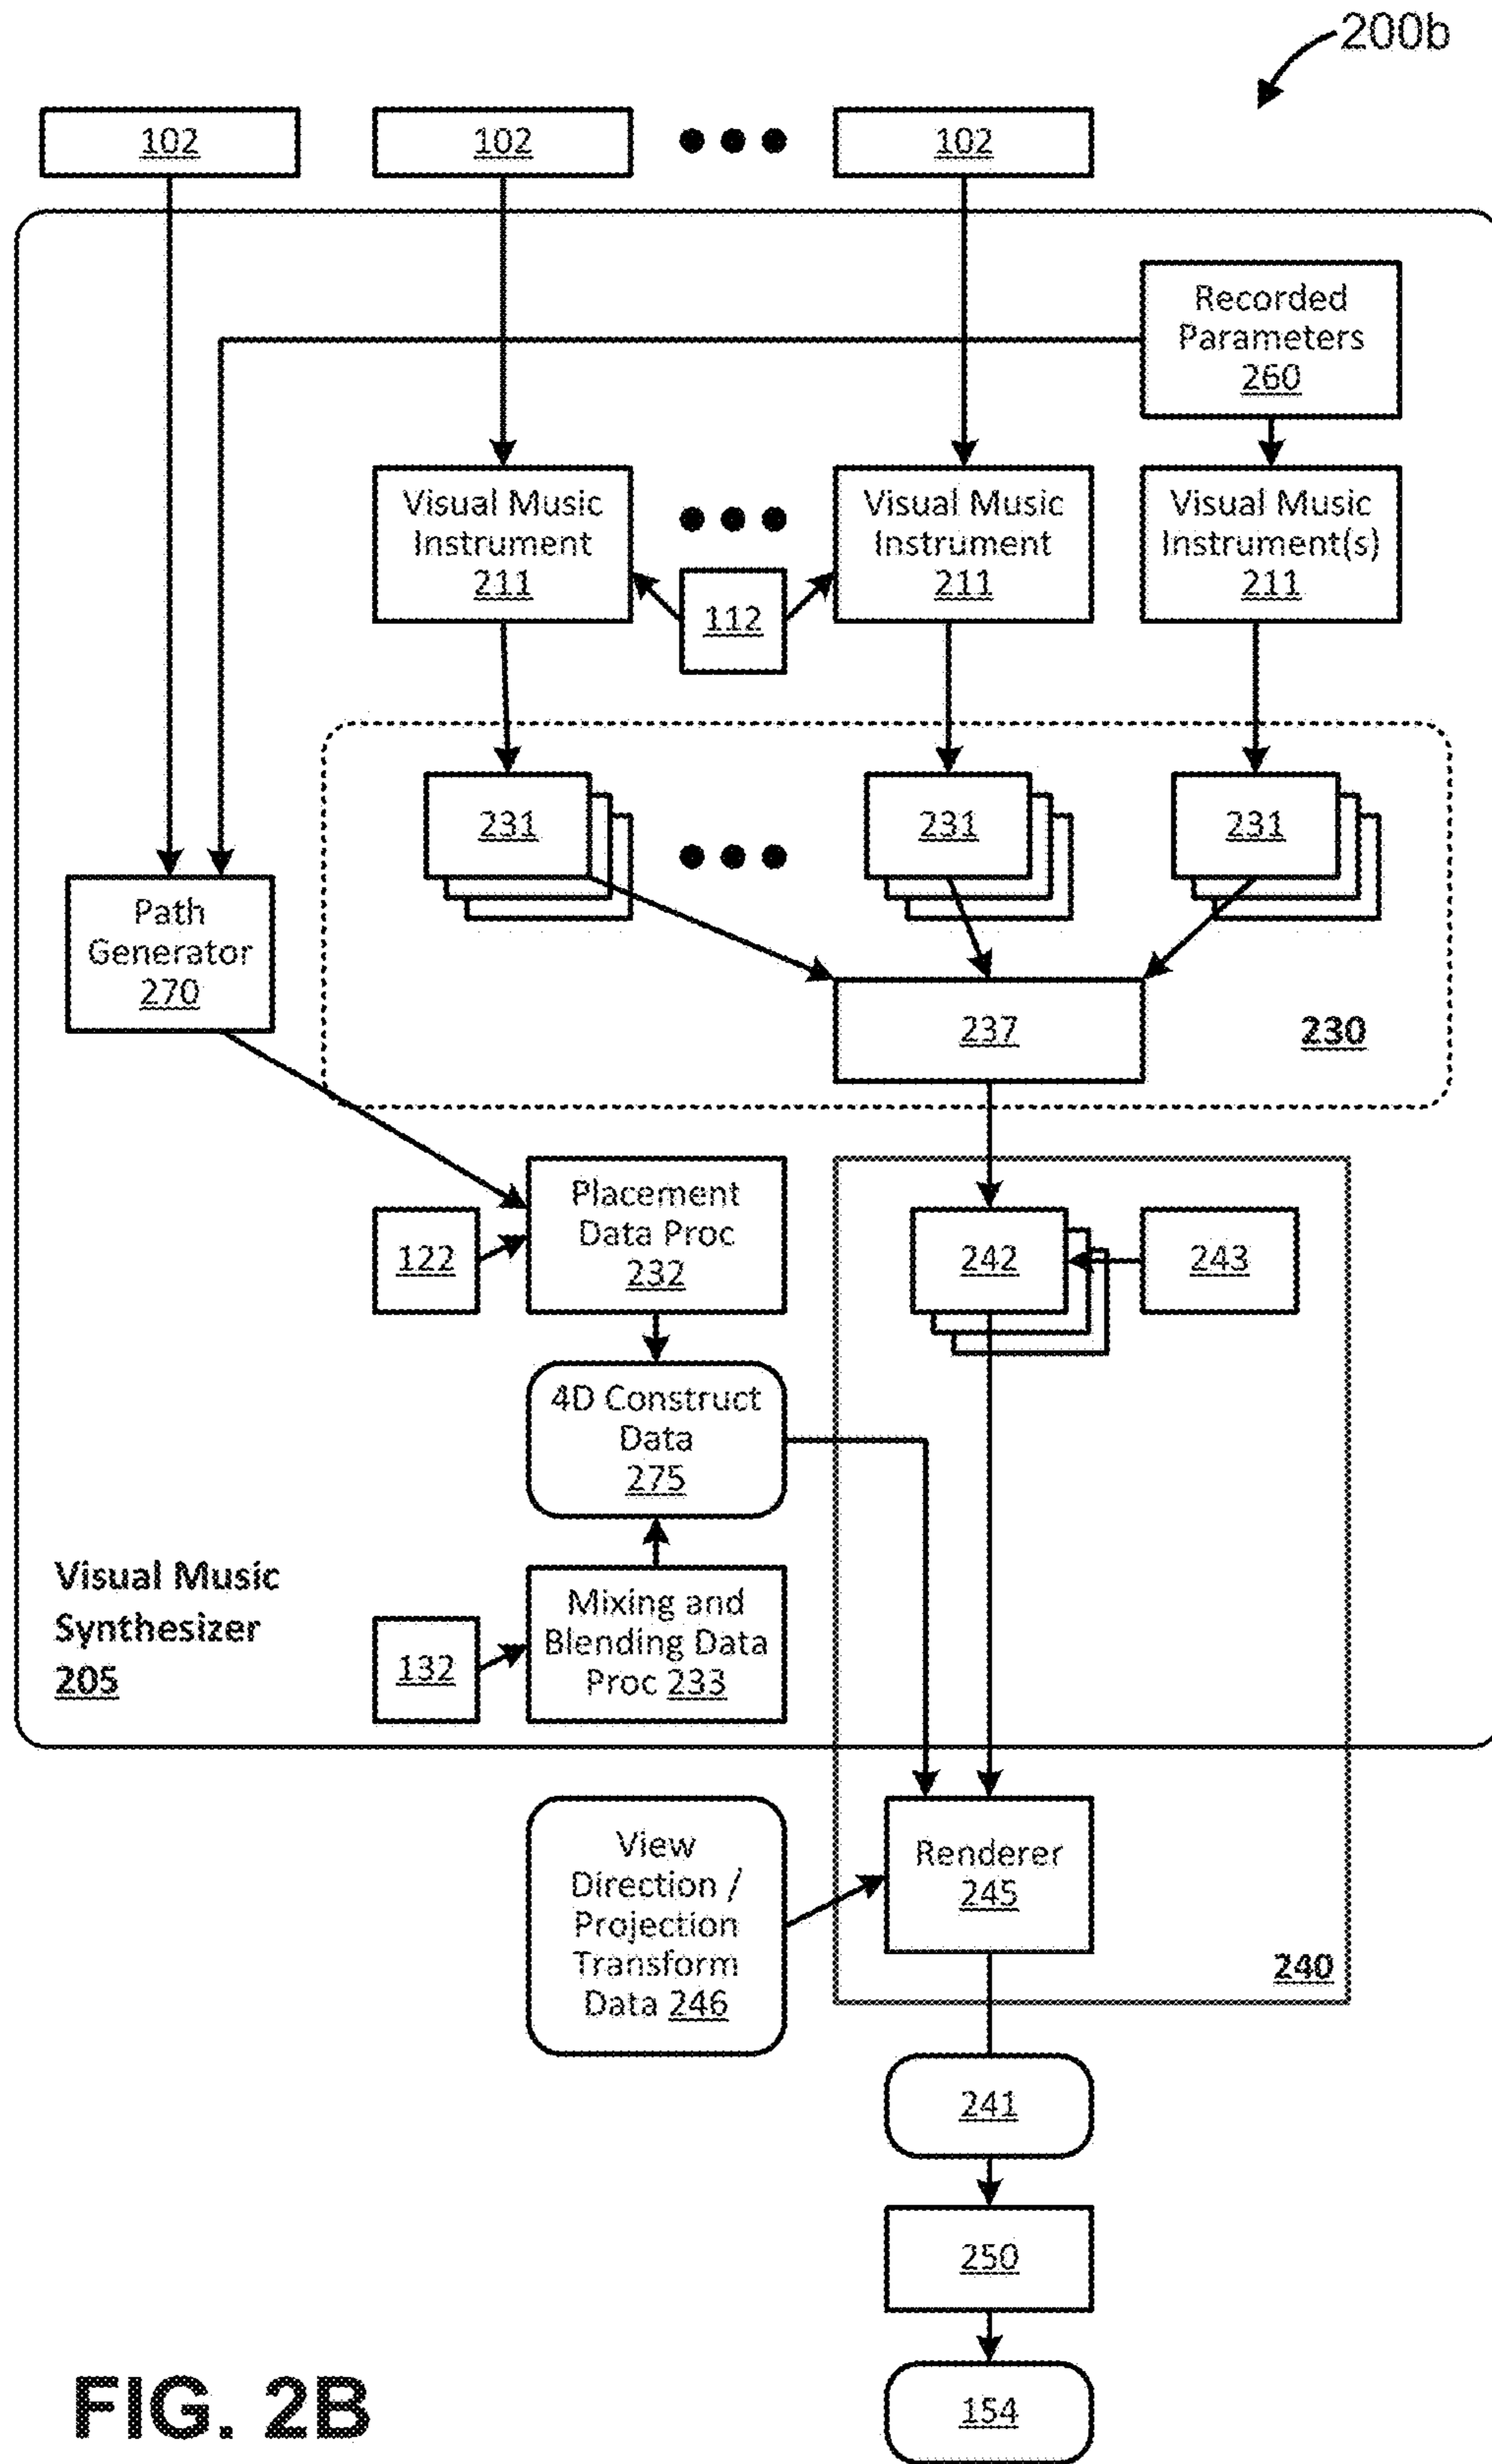 200b
102
102
102
Recorded
Parameters
260
Visual Music
Instrument
211
Visual Music
Instrument
211
Visual Music
Instrument(s)
211
112
231
231
231
Path
Generator
270
237
230
Placement
Data Proc
232
122
242
243
4D Construct
Data
275
Visual Music
Synthesizer
205
Mixing and
Blending Data
Proc 233
132
View
Direction /
Projection
Transform
Data 246
Renderer
245
240
241
250
154
FIG. 2B